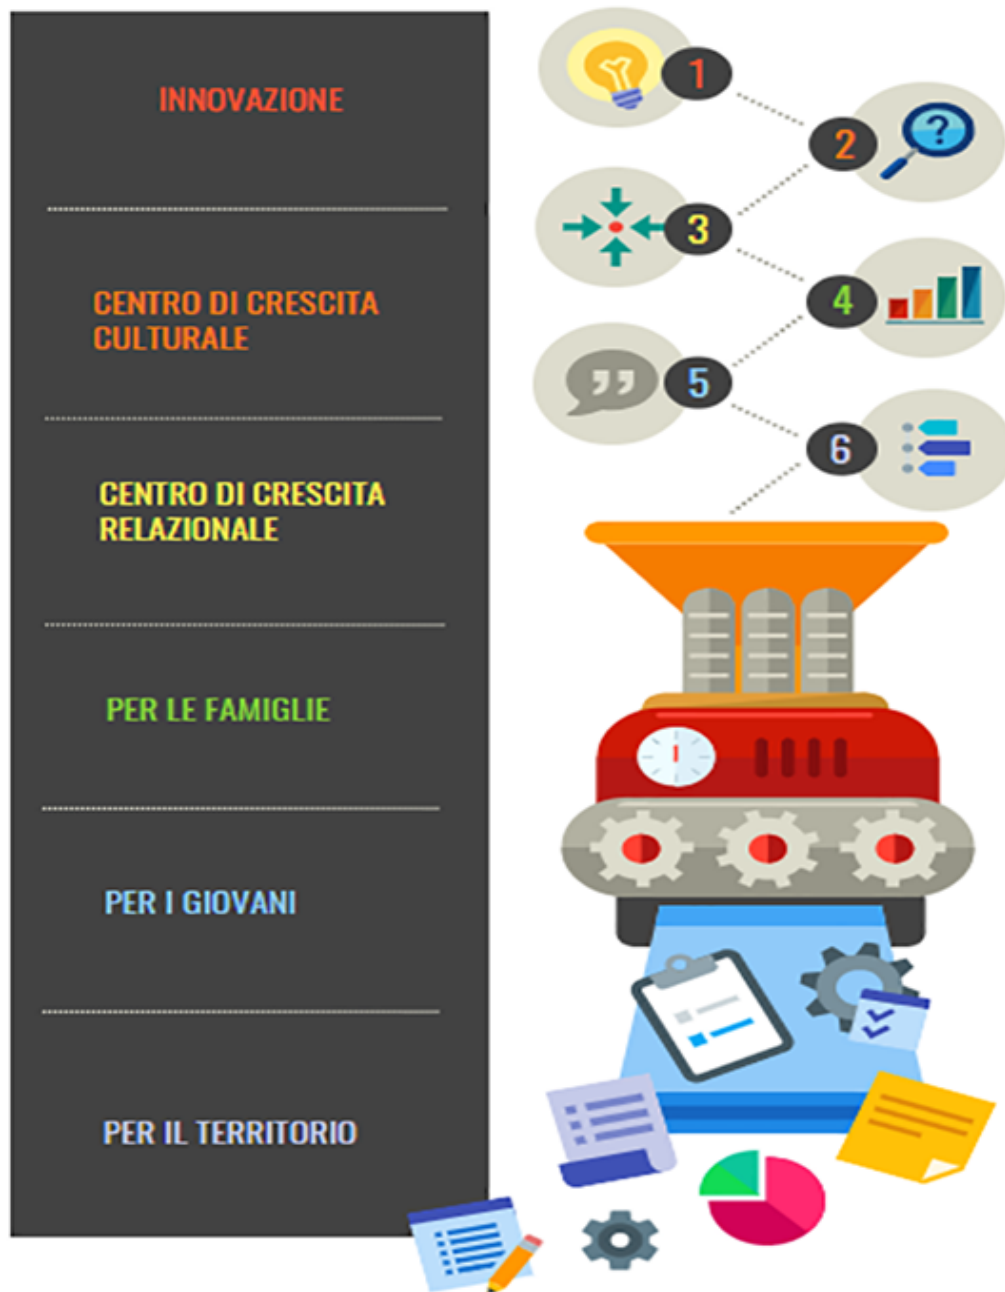 INNOVAZIONE
CENTRO DI CRESCITA
CULTURALE
CENTRO DI CRESCITA
RELAZIONALE
PER LE FAMIGLIE
PER I GIOVANI
PER IL TERRITORIO
1
2
?
3
4
5
6